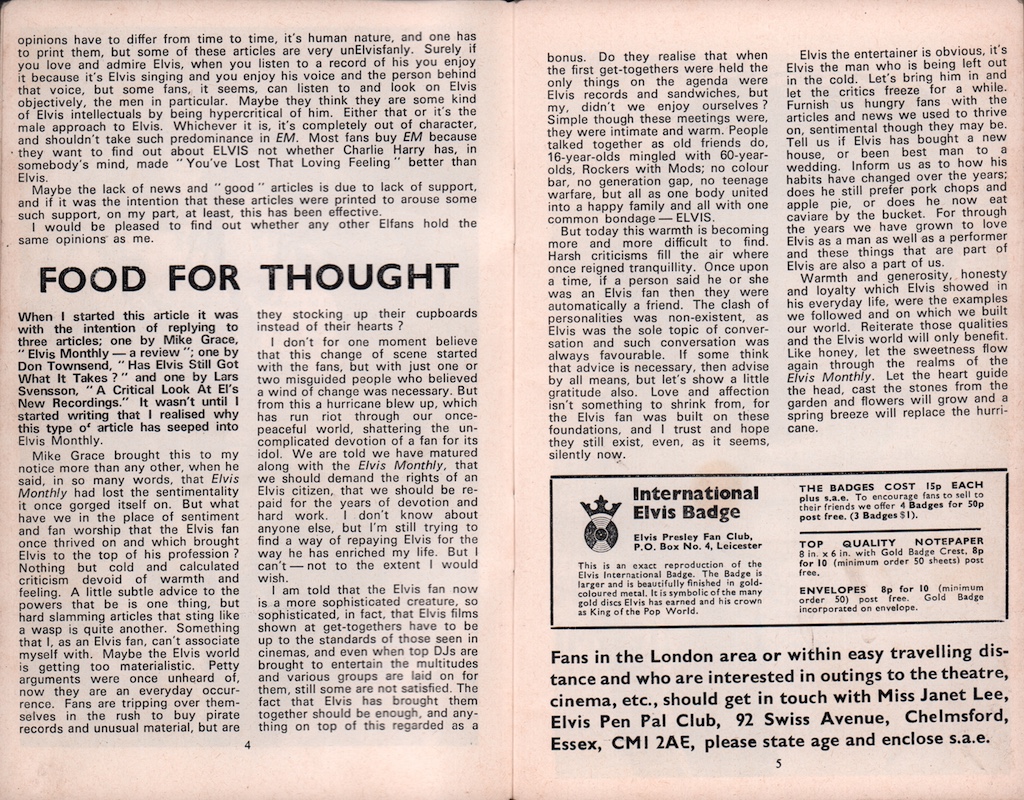 opinions have to differ from time to time, it's human nature, and one has
to print them, but some of these articles are very unElvisfanly. Surely if
you love and admire Elvis, when you listen to a record of his you enjoy
it because it's Elvis singing and you enjoy his voice and the person behind
that voice, but some fans, it seems, can listen to and look on Elvis
objectively, the men in particular. Maybe they think they are some kind
of Elvis intellectuals by being hypercritical of him. Either that or it's the
male approach to Elvis. Whichever it is, it's completely out of character,
and shouldn't take such predominance in EM. Most fans buy EM because
they want to find out about ELVIS not whether Charlie Harry has, in
somebody's mind, made "You've Lost That Loving Feeling" better than
Elvis.
Maybe the lack of news and "good" articles is due to lack of support,
and if it was the intention that these articles were printed to arouse some
such support, on my part, at least, this has been effective.
I would be pleased to find out whether any other Elfans hold the
same opinions as me.
FOOD FOR THOUGHT
When I started this article it was
with the intention of replying to
three articles; one by Mike Grace,
"Elvis Monthly — a review"; one by
Don Townsend, "Has Elvis Still Got
What It Takes?" and one by Lars
Svensson, "A Critical Look At El's
New Recordings." It wasn't until I
started writing that I realised why
this type of article has seeped into
Elvis Monthly.
Mike Grace brought this to my
notice more than any other, when he
said, in so many words, that Elvis
Monthly had lost the sentimentality
it once gorged itself on. But what
have we in the place of sentiment
and fan worship that the Elvis fan
once thrived on and which brought
Elvis to the top of his profession?
Nothing but cold and calculated
criticism devoid of warmth and
feeling. A little subtle advice to the
powers that be is one thing, but
hard slamming articles that sting like
a wasp is quite another. Something
that I, as an Elvis fan, can't associate
myself with. Maybe the Elvis world
is getting too materialistic. Petty
arguments were once unheard of,
now they are an everyday occur-
rence. Fans are tripping over them-
selves in the rush to buy pirate
records and unusual material, but are
they stocking up their cupboards
instead of their hearts?
I don't for one moment believe
that this change of scene started
with the fans, but with just one or
two misguided people who believed
a wind of change was necessary. But
from this a hurricane blew up, which
has run riot through our once-
peaceful world, shattering the un-
complicated devotion of a fan for its
idol. We are told we have matured
along with the Elvis Monthly, that
we should demand the rights of an
Elvis citizen, that we should be re-
paid for the years of devotion and
hard work. I don't know about
anyone else, but I'm still trying to
find a way of repaying Elvis for the
way he has enriched my life. But I
can't — not to the extent I would
wish.
I am told that the Elvis fan now
is a more sophisticated creature, so
sophisticated, in fact, that Elvis films
shown at get-togethers have to be
up to the standards of those seen in
cinemas, and even when top DJs are
brought to entertain the multitudes
and various groups are laid on for
them, still some are not satisfied. The
fact that Elvis has brought them
together should be enough, and any-
thing on top of this regarded as a
4
bonus. Do they realise that when
the first get-togethers were held the
only things on the agenda were
Elvis records and sandwiches, but
my, didn't we enjoy ourselves?
Simple though these meetings were,
they were intimate and warm. People
talked together as old friends do,
16-year-olds mingled with 60-year-
olds, Rockers with Mods; no colour
bar, no generation gap, no teenage
warfare, but all as one body united
into a happy family and all with one
common bondage — ELVIS.
But today this warmth is becoming
more and more difficult to find.
Harsh criticisms fill the air where
once reigned tranquillity. Once upon
a time, if a person said he or she
was an Elvis fan then they were
automatically a friend. The clash of
personalities was non-existent, as
Elvis was the sole topic of conver-
sation and such conversation was
always favourable. If some think
that advice is necessary, then advise
by all means, but let's show a little
gratitude also. Love and affection
isn't something to shrink from, for
the Elvis fan was built on these
foundations, and I trust and hope
they still exist, even, as it seems,
silently now.
Elvis the entertainer is obvious, it's
Elvis the man who is being left out
in the cold. Let's bring him in and
let the critics freeze for a while.
Furnish us hungry fans with the
articles and news we used to thrive
on, sentimental though they may be.
Tell us if Elvis has bought a new
house, or been best man to a
wedding. Inform us as to how his
habits have changed over the years;
does he still prefer pork chops and
apple pie, or does he now eat
caviare by the bucket. For through
the years we have grown to love
Elvis as a man as well as a performer
and these things that are part of
Elvis are also a part of us.
Warmth and generosity, honesty
and loyalty which Elvis showed in
his everyday life, were the examples
we followed and on which we built
our world. Reiterate those qualities
and the Elvis world will only benefit.
Like honey, let the sweetness flow
again through the realms of the
Elvis Monthly. Let the heart guide
the head, cast the stones from the
garden and flowers will grow and a
spring breeze will replace the hurri-
cane.
International
Elvis Badge
Elvis Presley Fan Club,
P.O. Box No. 4, Leicester
This is an exact reproduction of the
Elvis International Badge. The Badge is
larger and is beautifully finished in gold-
coloured metal. It is symbolic of the many
gold discs Elvis has earned and his crown
as King of the Pop World.
THE BADGES COST 15p EACH
plus s.a.e. To encourage fans to sell to
their friends we offer 4 Badges for 50p
post free. (3 Badges $1).
TOP QUALITY NOTEPAPER
8 in. x 6 in. with Gold Badge Crest, 8p
for 10 (minimum order 50 sheets) post
free.
ENVELOPES 8p for 10 (minimum
order 50) post free. Gold Badge
incorporated on envelope.
Fans in the London area or within easy travelling dis-
tance and who are interested in outings to the theatre,
cinema, etc., should get in touch with Miss Janet Lee,
Elvis Pen Pal Club, 92 Swiss Avenue, Chelmsford,
Essex, CM1 2AE, please state age and enclose s.a.e.
5